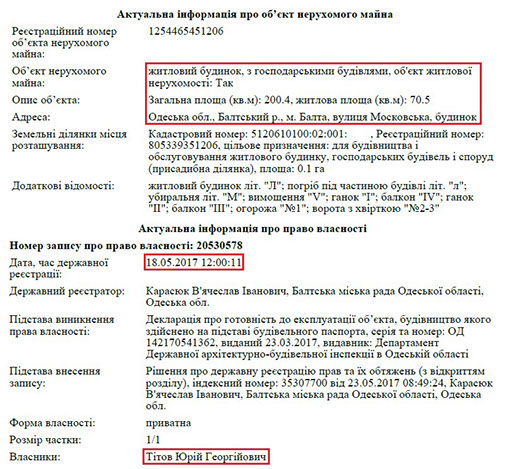 Актуальна інформація про об’єкт нерухомого майна
Реєстраційний номер 1254465451206
об’єкта нерухомого
майна:
Об’єкт нерухомого житловий будинок, з господарськими будівлями, об'єкт житлової
майна: нерухомості: Так
Опис об’єкта: Загальна площа (кв.м): 200.4, житлова площа (кв.м): 70.5
Адреса: Одеська обл., Балтський р., м. Балта, вулиця Московська, будинок
Земельні ділянки місця Кадастровий номер: 5120610100:02:001: , Реєстраційний номер:
розташування: 805339351206, цільове призначення: для будівництва і
обслуговування житлового будинку, господарських будівель і споруд
(присадибна ділянка), площа: 0.1 га
Додаткові відомості: житловий будинок літ. "Л"; погріб під частиною будівлі літ. "л";
убиральня літ. "М"; вимощення "V"; ганок "I"; балкон "IV"; ганок
"II"; балкон "III"; огорожа "№1"; ворота з хвірткою "№2-3"
Актуальна інформація про право власності
Номер запису про право власності: 20530578
Дата, час державної 18.05.2017 12:00:11
реєстрації:
Державний реєстратор: Карасюк В'ячеслав Іванович, Балтська міська рада Одеської області,
Одеська обл.
Підстава виникнення Декларація про готовність до експлуатації об’єкта, будівництво якого
права власності: здійснено на підставі будівельного паспорта, серія та номер: ОД
142170541362, виданий 23.03.2017, видавник: Департамент
Державної архітектурно-будівельної інспекції в Одеській області
Підстава внесення Рішення про державну реєстрацію прав та їх обтяжень (з відкриттям
запису: розділу), індексний номер: 35307700 від 23.05.2017 08:49:24, Карасюк
В'ячеслав Іванович, Балтська міська рада Одеської області, Одеська
обл.
Форма власності: приватна
Розмір частки: 1/1
Власники: Тітов Юрій Георгійович